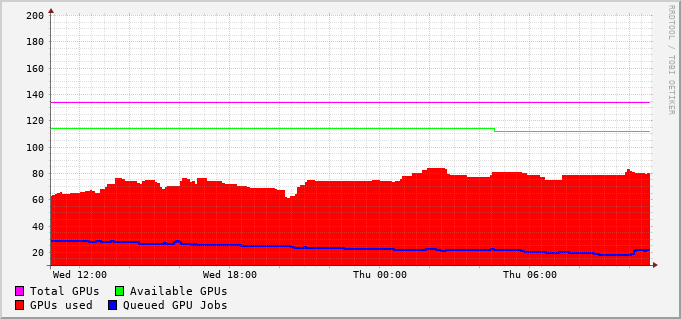 200
180
160
140
120
100
80
60
40
20
Wed 12:00 Wed 18:00 Thu 00:00 Thu 06:00
Total GPUs Available GPUs
GPUs used Queued GPU Jobs
RRDTOOL / TOBI OETIKER